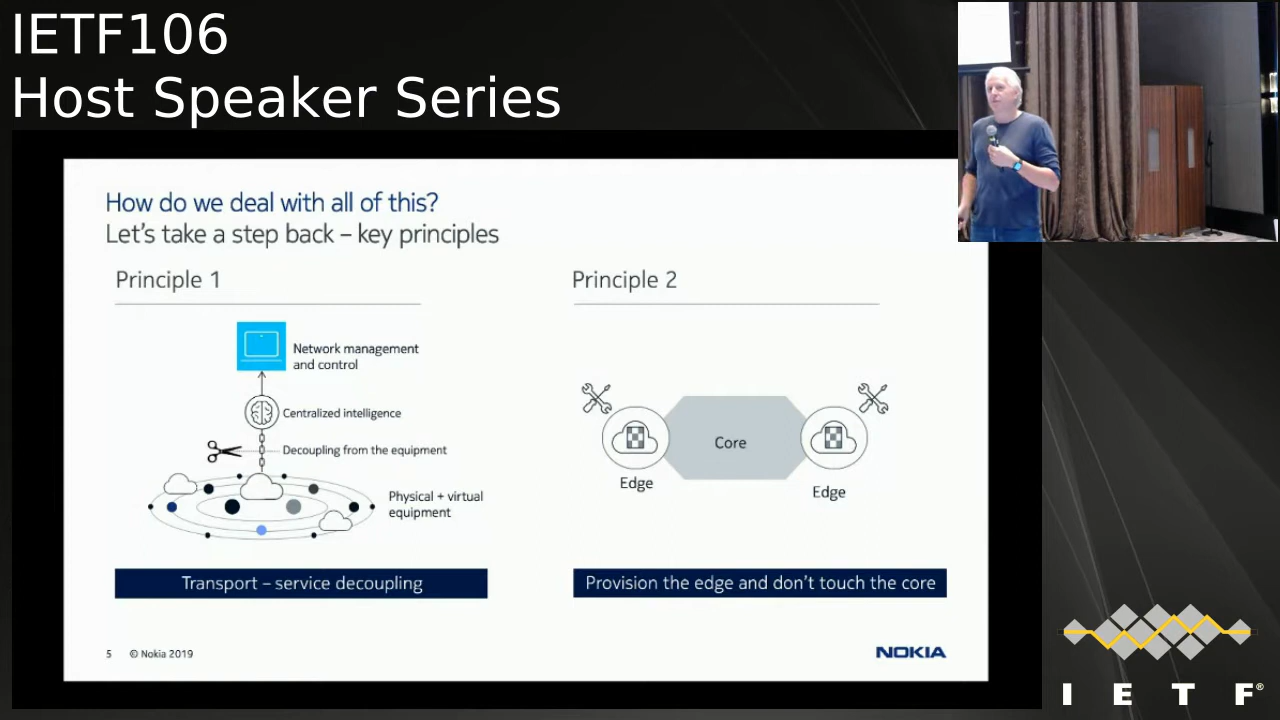 IETF106
Host Speaker Series
How do we deal with all of this?
Let's take a step back – key principles
Principle 1
Network management
and control
Centralized intelligence
Decoupling from the equipment
Physical + virtual
equipment
Transport – service decoupling
Principle 2
Core
Edge
Edge
Provision the edge and don't touch the core
5 © Nokia 2019
NOKIA
I E T F®